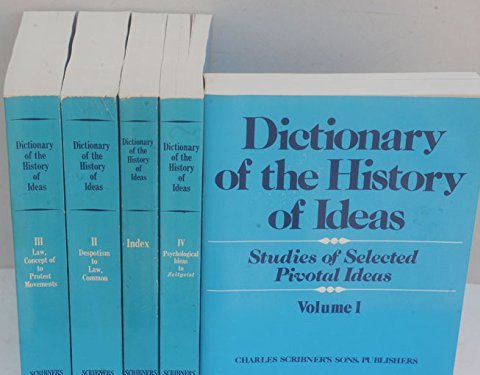 Dictionary
of the
History
of
Ideas
III
Law,
Concept of
to
Protest
Movements
SCRIBNERS
Dictionary
of the
History
of
Ideas
II
Despotism
to
Law,
Common
SCRIBNERS
Dictionary
of the
History
of
Ideas
Index
SCRIBNERS
Dictionary
of the
History
of
Ideas
IV
Psychological
Ideas
to
Zeitgeist
SCRIBNERS
Dictionary
of the History
of Ideas
Studies of Selected
Pivotal Ideas
Volume I
CHARLES SCRIBNER'S SONS, PUBLISHERS